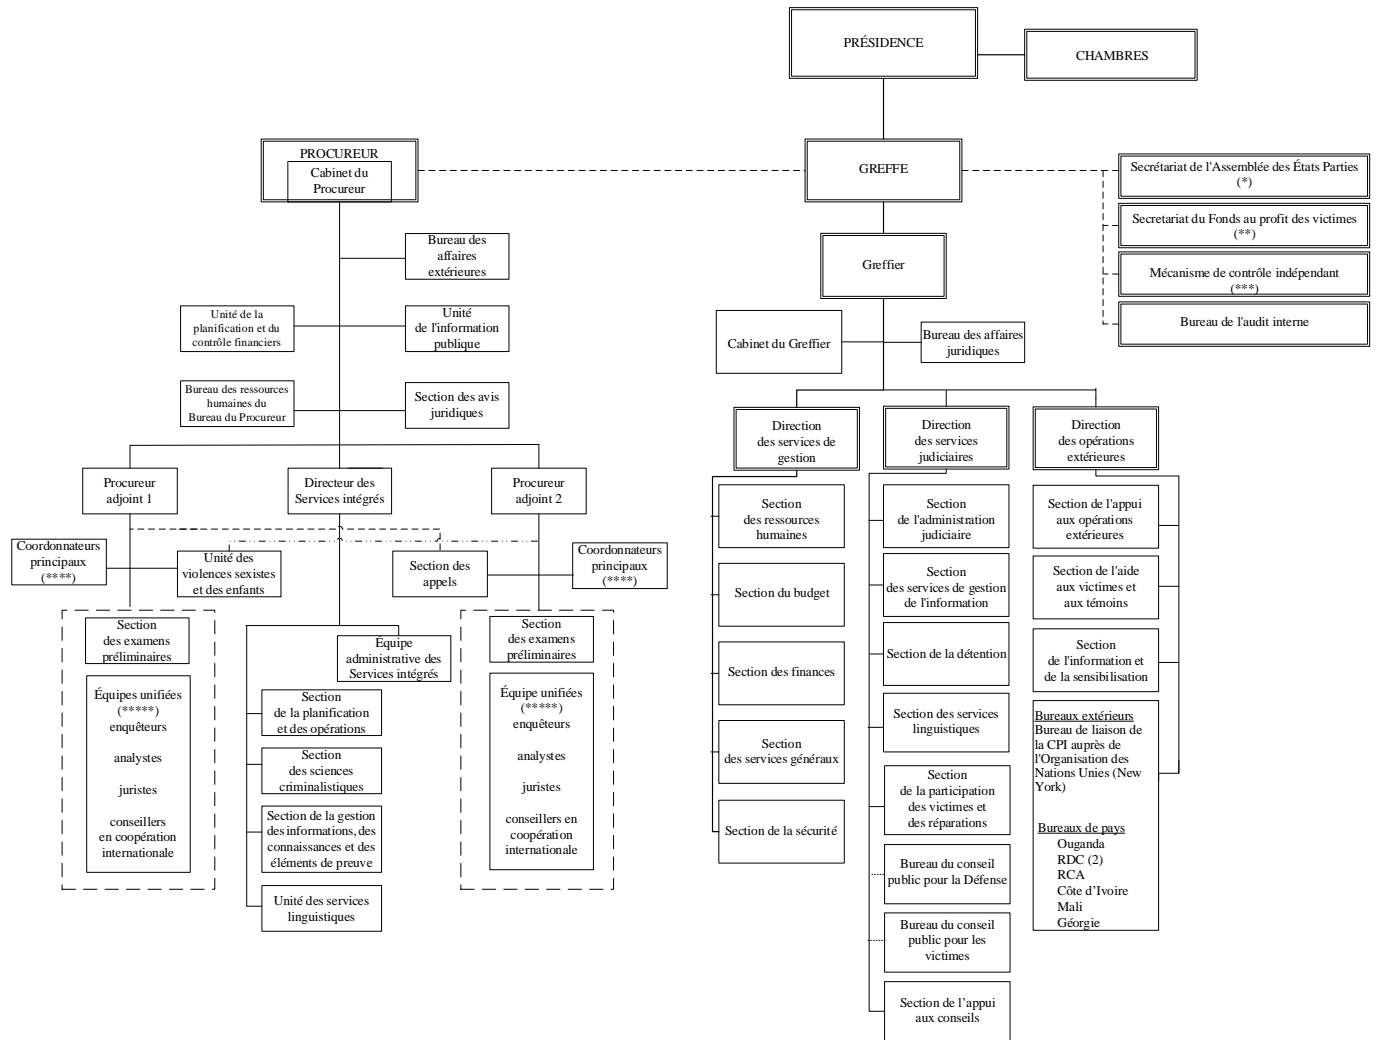 PRÉSIDENCE
CHAMBRES
PROCUREUR
Cabinet du
Procureur
GREFFE
Secrétariat de l'Assemblée des États Parties
(*)
Secretariat du Fonds au profit des victimes
(**)
Mécanisme de contrôle indépendant
(***)
Bureau de l'audit interne
Bureau des
affaires
extérieures
Greffier
Unité de la
planification et du
contrôle financiers
Unité
de l'information
publique
Cabinet du Greffier
Bureau des affaires
juridiques
Bureau des ressources
humaines du
Bureau du Procureur
Section des avis
juridiques
Direction
des services de
gestion
Direction
des services
judiciaires
Direction
des opérations
extérieures
Procureur
adjoint 1
Directeur des
Services intégrés
Procureur
adjoint 2
Coordonnateurs
principaux
(****)
Unité des
violences sexistes
et des enfants
Section des
appels
Coordonnateurs
principaux
(****)
Section
des examens
préliminaires
Équipes unifiées
(*****)
enquêteurs
analystes
juristes
conseillers
en coopération
internationale
Équipe
administrative des
Services intégrés
Section
de la planification
et des opérations
Section
des sciences
criminalistiques
Section de la gestion
des informations, des
connaissances et des
éléments de preuve
Unité des services
linguistiques
Section
des examens
préliminaires
Équipe unifiées
(*****)
enquêteurs
analystes
juristes
conseillers en
coopération
internationale
Section
des ressources
humaines
Section du budget
Section des finances
Section
des services généraux
Section de la sécurité
Section
de l'administration
judiciaire
Section
des services de gestion
de l'information
Section de la détention
Section des services
linguistiques
Section
de la participation
des victimes et
des réparations
Bureau du conseil
public pour la Défense
Bureau du conseil
public pour les
victimes
Section de l'appui
aux conseils
Section de l'appui
aux opérations
extérieures
Section de l'aide
aux victimes et
aux témoins
Section
de l'information et
de la sensibilisation
Bureaux extérieurs
Bureau de liaison de
la CPI auprès de
l'Organisation des
Nations Unies (New
York)
Bureaux de pays
Ouganda
RDC (2)
RCA
Côte d'Ivoire
Mali
Géorgie